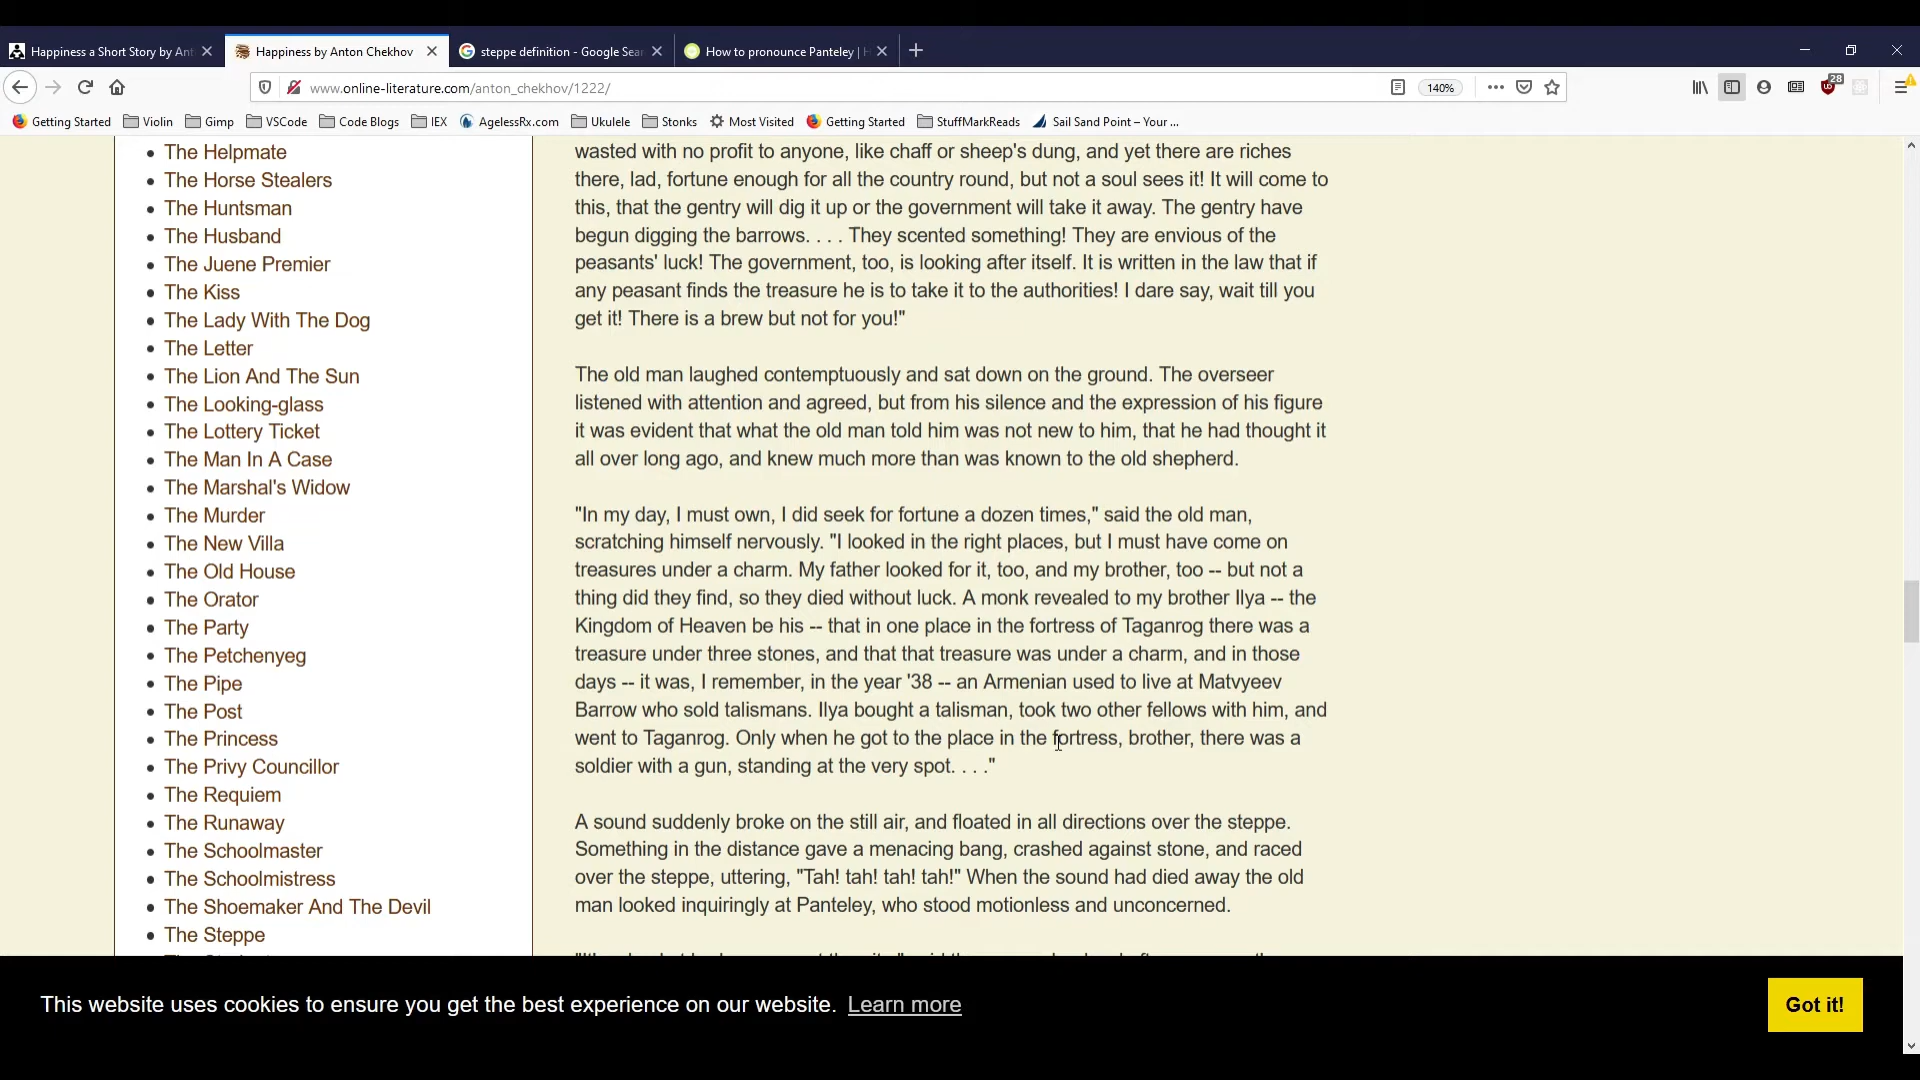 Happiness a Short Story by Ant
Happiness by Anton Chekhov
steppe definition - Google Sear
How to pronounce Panteley | H
www.online-literature.com/anton_chekhov/1222/
140%
28
Getting Started
Violin
Gimp
VSCode
Code Blogs
IEX
AgelessRx.com
Ukulele
Stonks
Most Visited
Getting Started
StuffMarkReads
Sail Sand Point – Your ...
The Helpmate
The Horse Stealers
The Huntsman
The Husband
The Juene Premier
The Kiss
The Lady With The Dog
The Letter
The Lion And The Sun
The Looking-glass
The Lottery Ticket
The Man In A Case
The Marshal's Widow
The Murder
The New Villa
The Old House
The Orator
The Party
The Petchenyeg
The Pipe
The Post
The Princess
The Privy Councillor
The Requiem
The Runaway
The Schoolmaster
The Schoolmistress
The Shoemaker And The Devil
The Steppe
wasted with no profit to anyone, like chaff or sheep's dung, and yet there are riches
there, lad, fortune enough for all the country round, but not a soul sees it! It will come to
this, that the gentry will dig it up or the government will take it away. The gentry have
begun digging the barrows. . . . They scented something! They are envious of the
peasants' luck! The government, too, is looking after itself. It is written in the law that if
any peasant finds the treasure he is to take it to the authorities! I dare say, wait till you
get it! There is a brew but not for you!"
The old man laughed contemptuously and sat down on the ground. The overseer
listened with attention and agreed, but from his silence and the expression of his figure
it was evident that what the old man told him was not new to him, that he had thought it
all over long ago, and knew much more than was known to the old shepherd.
"In my day, I must own, I did seek for fortune a dozen times," said the old man,
scratching himself nervously. "I looked in the right places, but I must have come on
treasures under a charm. My father looked for it, too, and my brother, too -- but not a
thing did they find, so they died without luck. A monk revealed to my brother Ilya -- the
Kingdom of Heaven be his -- that in one place in the fortress of Taganrog there was a
treasure under three stones, and that that treasure was under a charm, and in those
days -- it was, I remember, in the year '38 -- an Armenian used to live at Matvyeev
Barrow who sold talismans. Ilya bought a talisman, took two other fellows with him, and
went to Taganrog. Only when he got to the place in the fortress, brother, there was a
soldier with a gun, standing at the very spot. . . ."
A sound suddenly broke on the still air, and floated in all directions over the steppe.
Something in the distance gave a menacing bang, crashed against stone, and raced
over the steppe, uttering, "Tah! tah! tah! tah!" When the sound had died away the old
man looked inquiringly at Panteley, who stood motionless and unconcerned.
This website uses cookies to ensure you get the best experience on our website. Learn more
Got it!